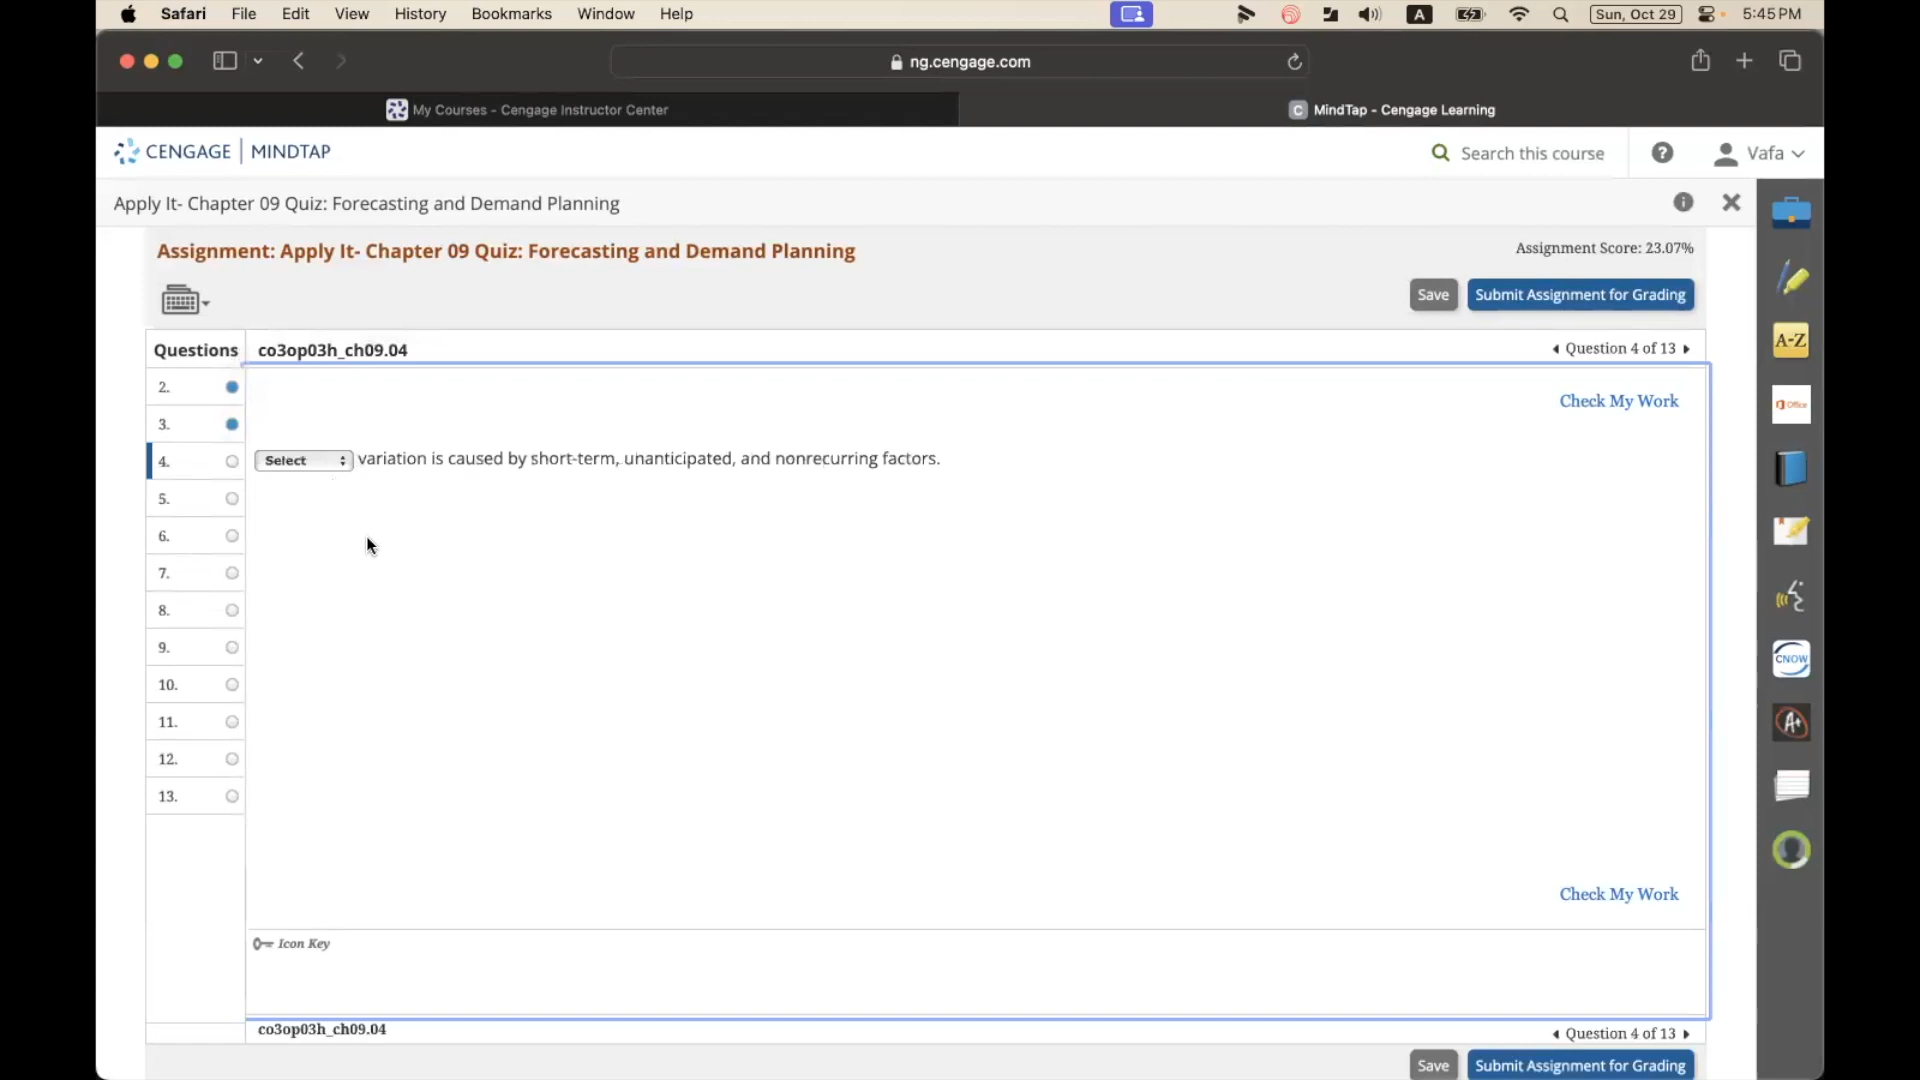 Safari File Edit View History Bookmarks Window Help A Sun, Oct 29 5:45 PM
ng.cengage.com
My Courses - Cengage Instructor Center
C MindTap - Cengage Learning
CENGAGE | MINDTAP
Search this course
? Vafa
Apply It- Chapter 09 Quiz: Forecasting and Demand Planning
Assignment: Apply It- Chapter 09 Quiz: Forecasting and Demand Planning
Assignment Score: 23.07%
Save Submit Assignment for Grading
Questions
co3op03h_ch09.04
Question 4 of 13
2.
3.
4.
5.
6.
7.
8.
9.
10.
11.
12.
13.
Check My Work
Select variation is caused by short-term, unanticipated, and nonrecurring factors.
Check My Work
Icon Key
co3op03h_ch09.04
Question 4 of 13
Save Submit Assignment for Grading
A-Z
Office
CNOW
A+